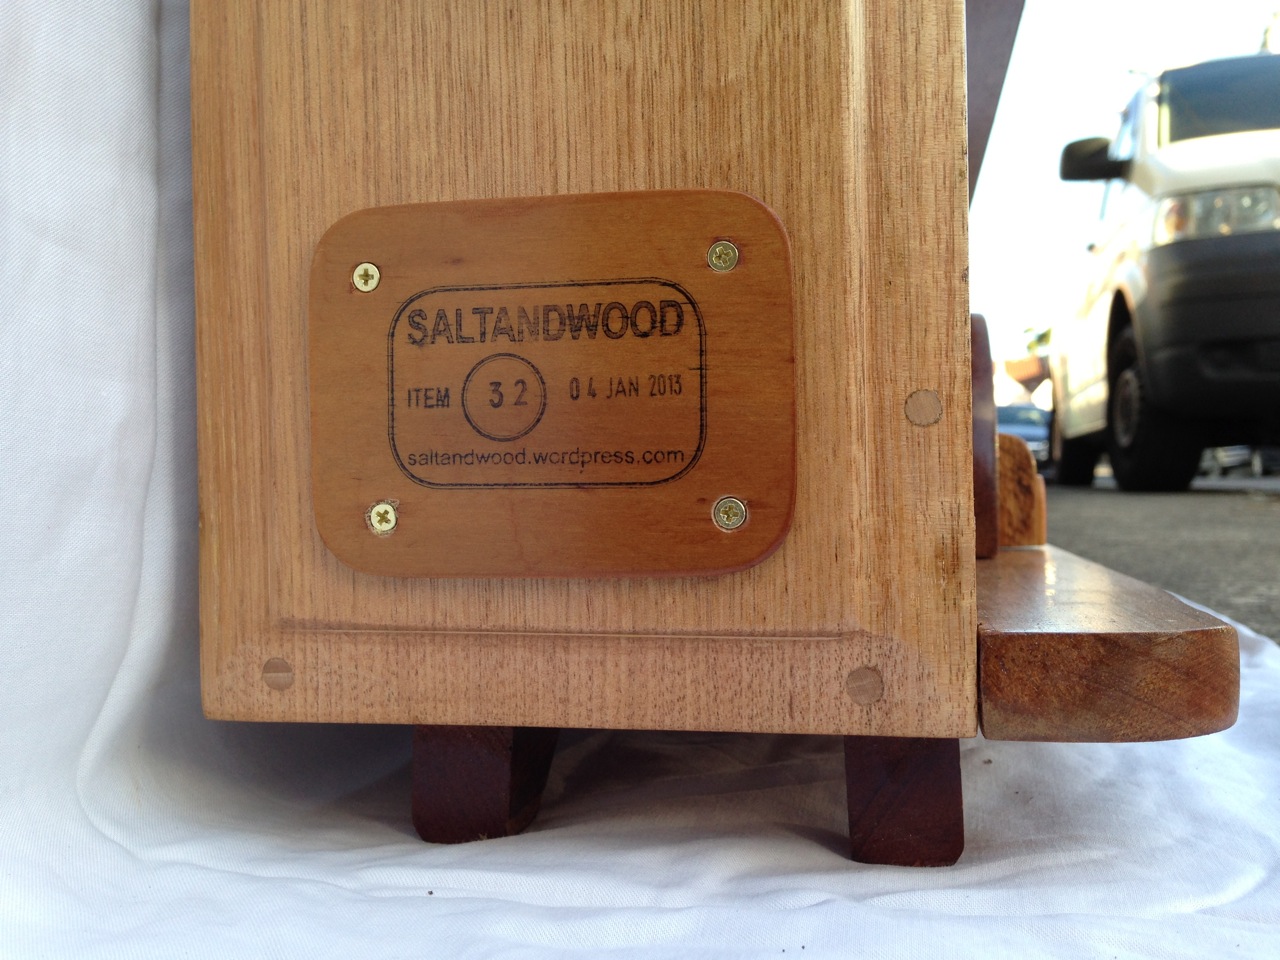 SALTANDWOOD
ITEM 32 04 JAN 2013
saltandwood.wordpress.com